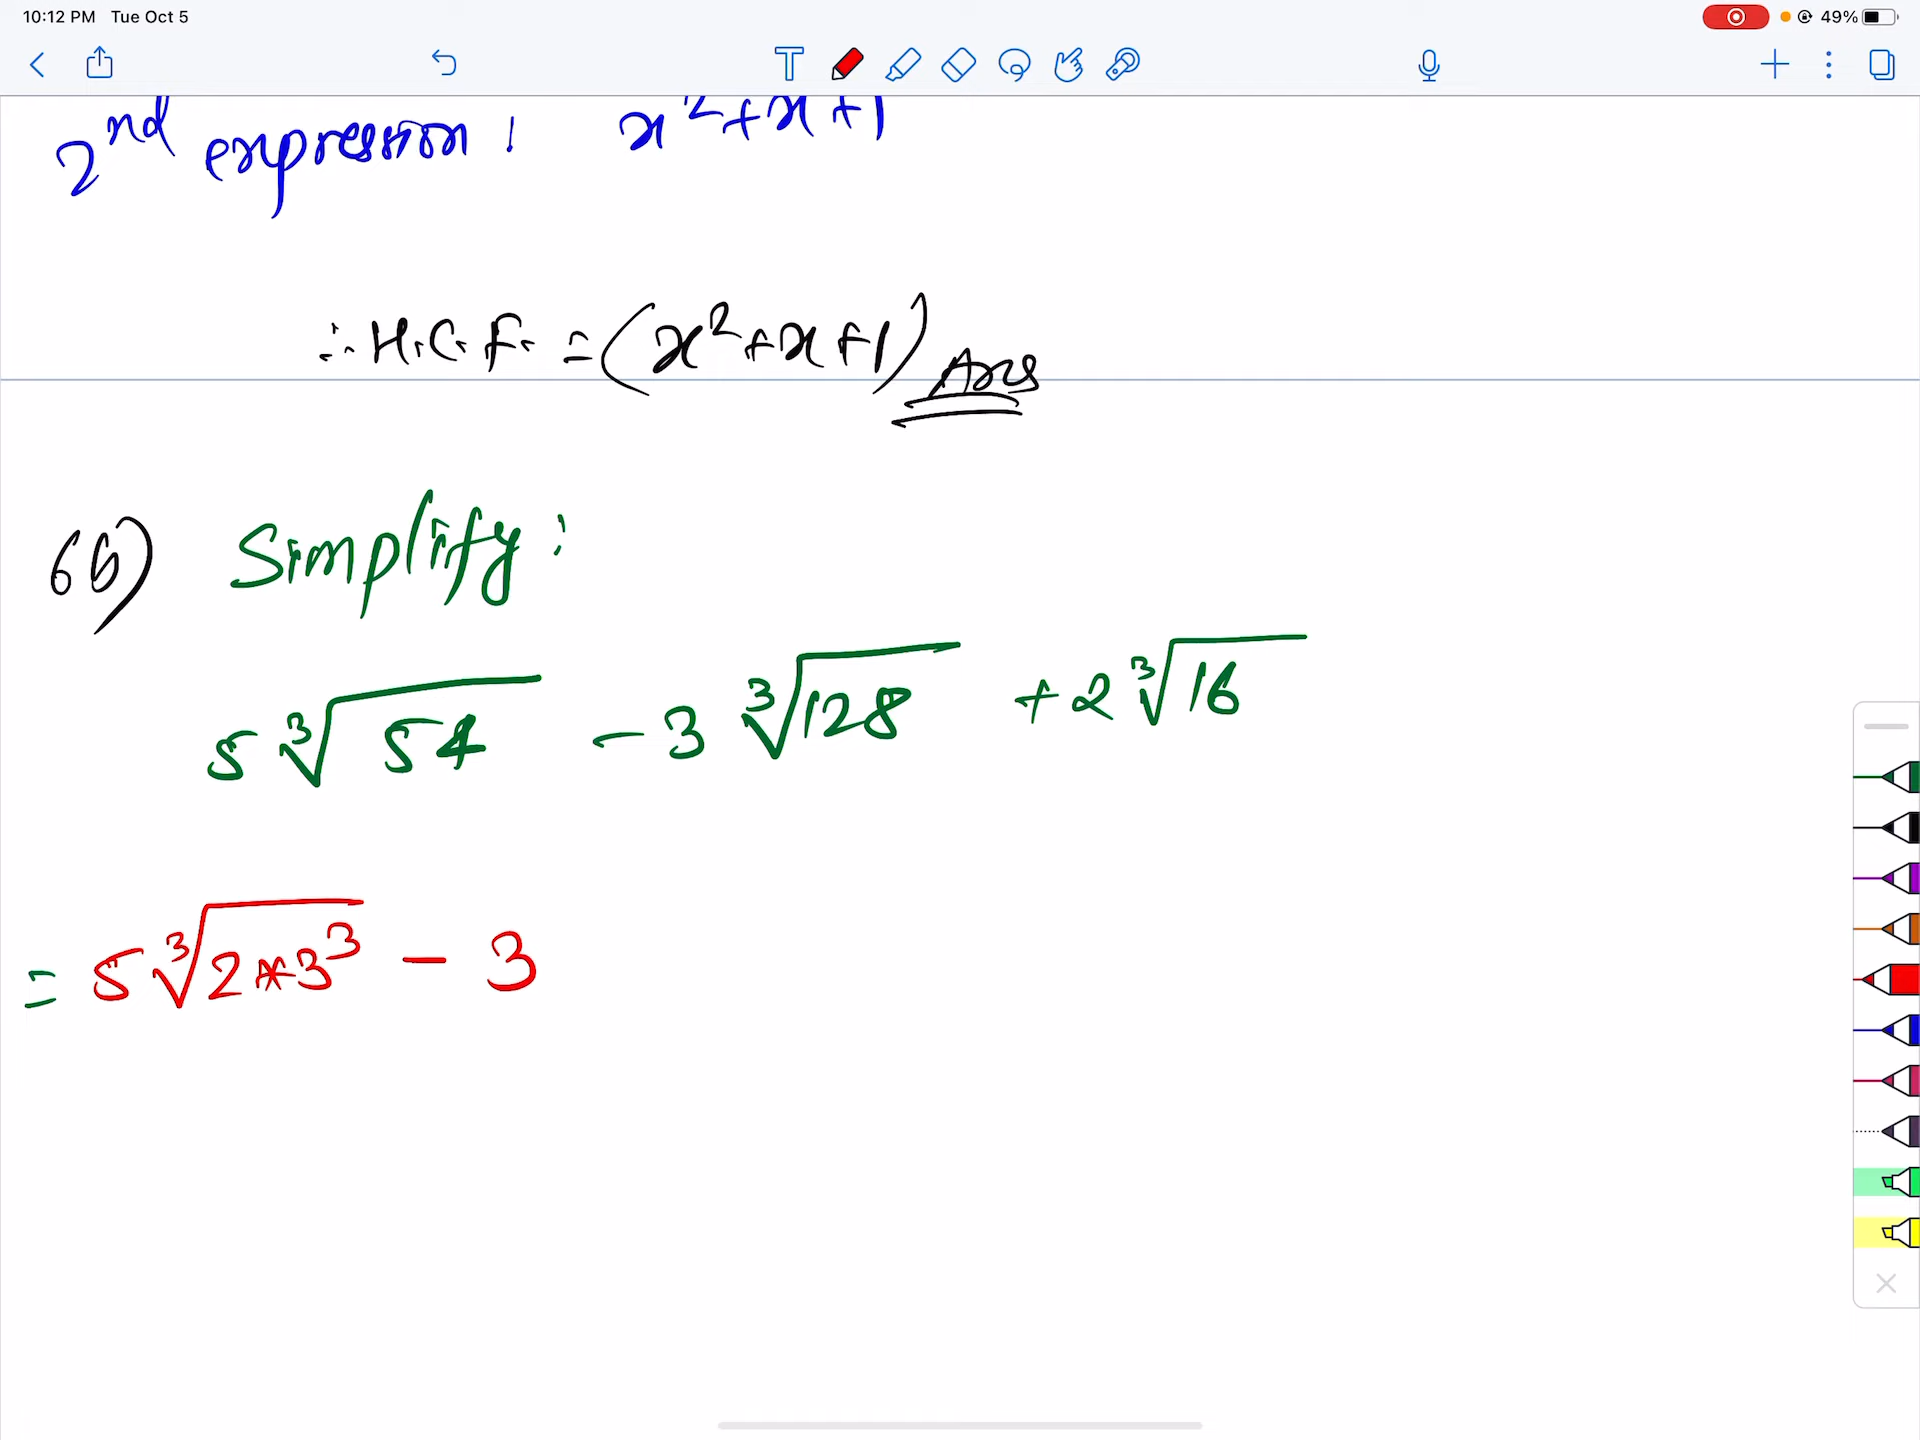 10:12 PM Tue Oct 5 49%
2ⁿᵈ expression : x² + x + 1
∴ H.C.F. = (x² + x + 1) Ans
6b) Simplify :
5 ∛54 - 3 ∛128 + 2 ∛16
= 5 ∛(2*3³) - 3